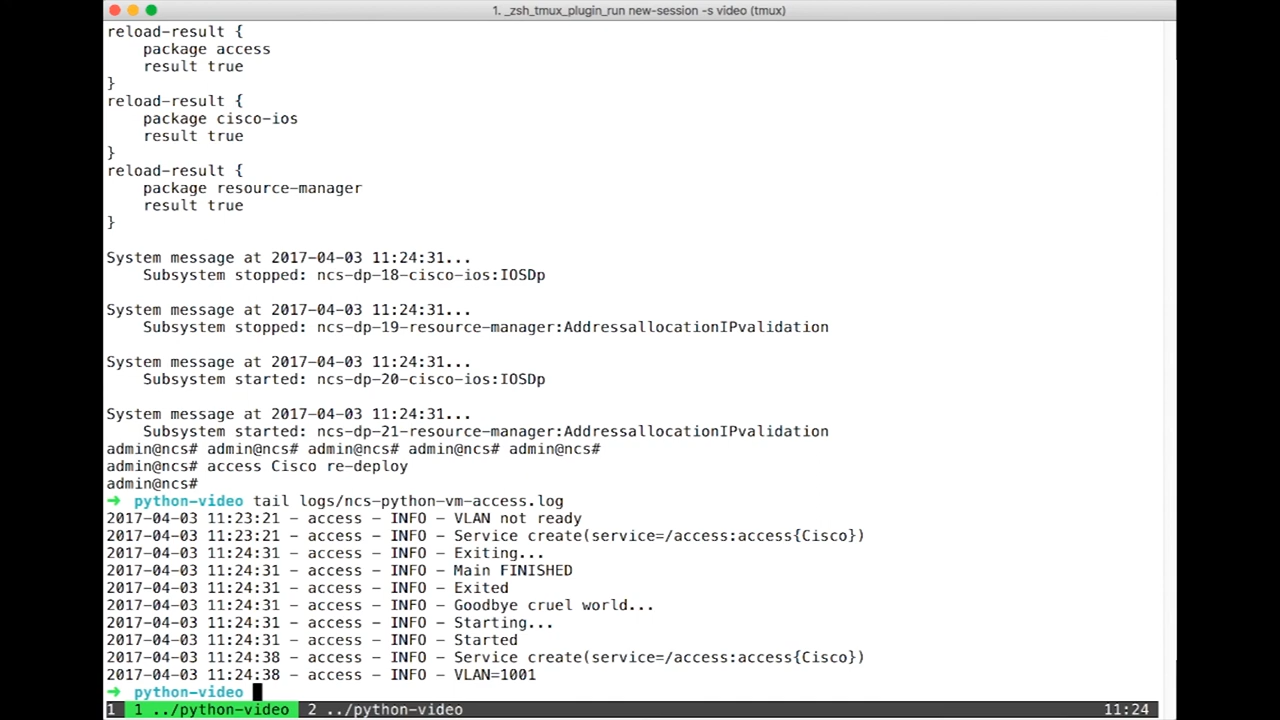 1. _zsh_tmux_plugin_run new-session -s video (tmux)
reload-result {
package access
result true
}
reload-result {
package cisco-ios
result true
}
reload-result {
package resource-manager
result true
}
System message at 2017-04-03 11:24:31...
Subsystem stopped: ncs-dp-18-cisco-ios:IOSDp
System message at 2017-04-03 11:24:31...
Subsystem stopped: ncs-dp-19-resource-manager:AddressallocationIPvalidation
System message at 2017-04-03 11:24:31...
Subsystem started: ncs-dp-20-cisco-ios:IOSDp
System message at 2017-04-03 11:24:31...
Subsystem started: ncs-dp-21-resource-manager:AddressallocationIPvalidation
admin@ncs# admin@ncs# admin@ncs# admin@ncs# admin@ncs#
admin@ncs# access Cisco re-deploy
admin@ncs#
➜ python-video tail logs/ncs-python-vm-access.log
2017-04-03 11:23:21 - access - INFO - VLAN not ready
2017-04-03 11:23:21 - access - INFO - Service create(service=/access:access{Cisco})
2017-04-03 11:24:31 - access - INFO - Exiting...
2017-04-03 11:24:31 - access - INFO - Main FINISHED
2017-04-03 11:24:31 - access - INFO - Exited
2017-04-03 11:24:31 - access - INFO - Goodbye cruel world...
2017-04-03 11:24:31 - access - INFO - Starting...
2017-04-03 11:24:31 - access - INFO - Started
2017-04-03 11:24:38 - access - INFO - Service create(service=/access:access{Cisco})
2017-04-03 11:24:38 - access - INFO - VLAN=1001
➜ python-video
1 1 ../python-video 2 ../python-video 11:24